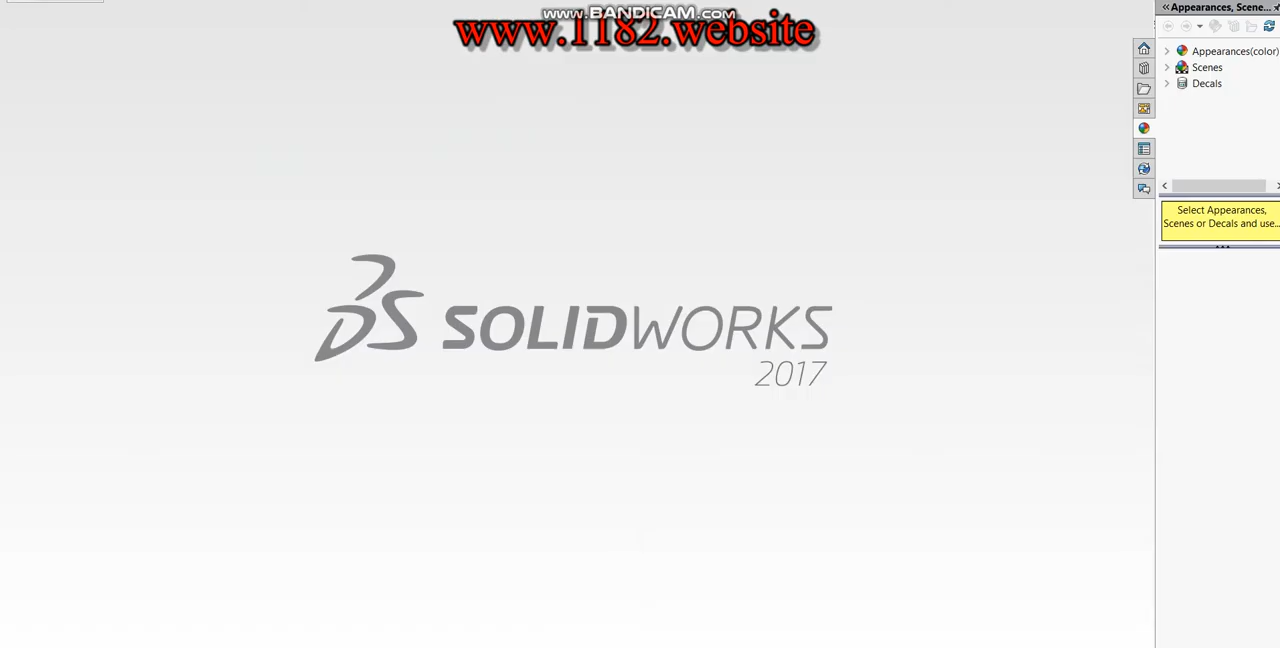 www.BANDICAM.com
www.1182.website
Appearances, Scene...
Appearances(color)
Scenes
Decals
Select Appearances,
Scenes or Decals and use...
SOLIDWORKS
2017